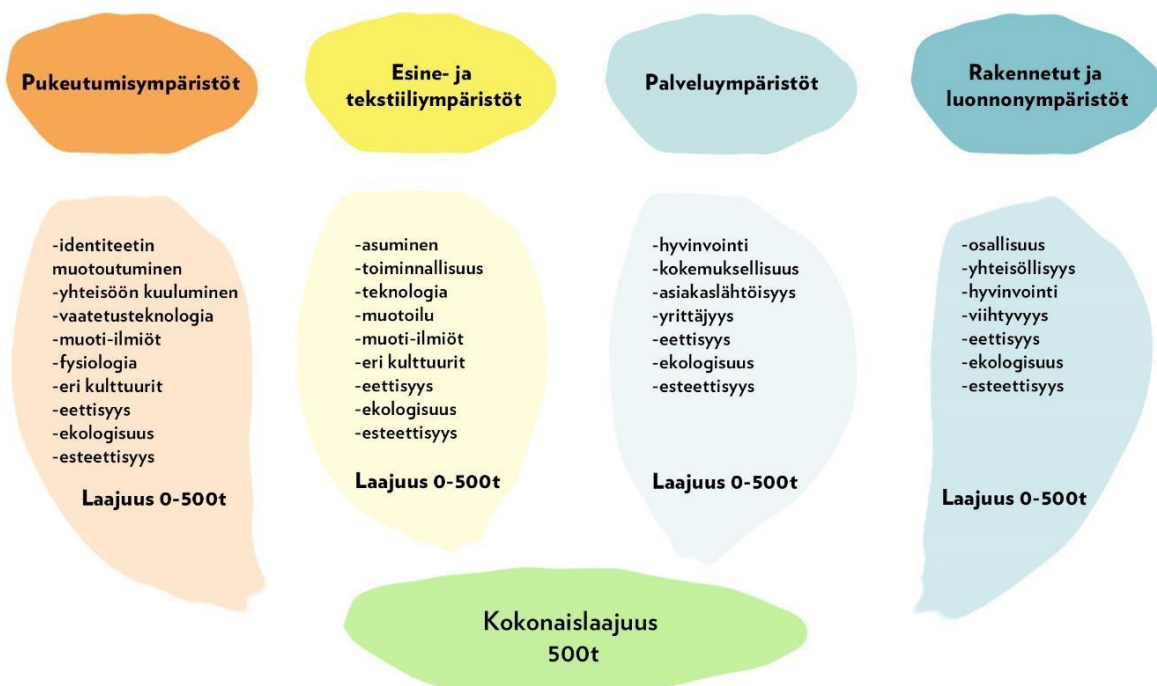 Pukeutumisympäristöt
Esine- ja
tekstiiliympäristöt
Palveluympäristöt
Rakennetut ja
luonnonympäristöt
-identiteetin
muotoutuminen
-yhteisöön kuuluminen
-vaatetusteknologia
-muoti-ilmiöt
-fysiologia
-eri kulttuurit
-eettisyys
-ekologisuus
-esteettisyys
Laajuus 0-500t
-asuminen
-toiminnallisuus
-teknologia
-muotoilu
-muoti-ilmiöt
-eri kulttuurit
-eettisyys
-ekologisuus
-esteettisyys
Laajuus 0-500t
-hyvinvointi
-kokemuksellisuus
-asiakaslähtöisyys
-yrittäjyys
-eettisyys
-ekologisuus
-esteettisyys
Laajuus 0-500t
-osallisuus
-yhteisöllisyys
-hyvinvointi
-viihtyvyys
-eettisyys
-ekologisuus
-esteettisyys
Laajuus 0-500t
Kokonaislaajuus
500t